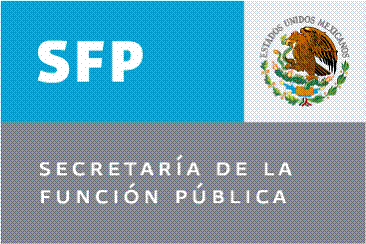 SFP
ESTADOS UNIDOS MEXICANOS
SECRETARÍA DE LA
FUNCIÓN PÚBLICA